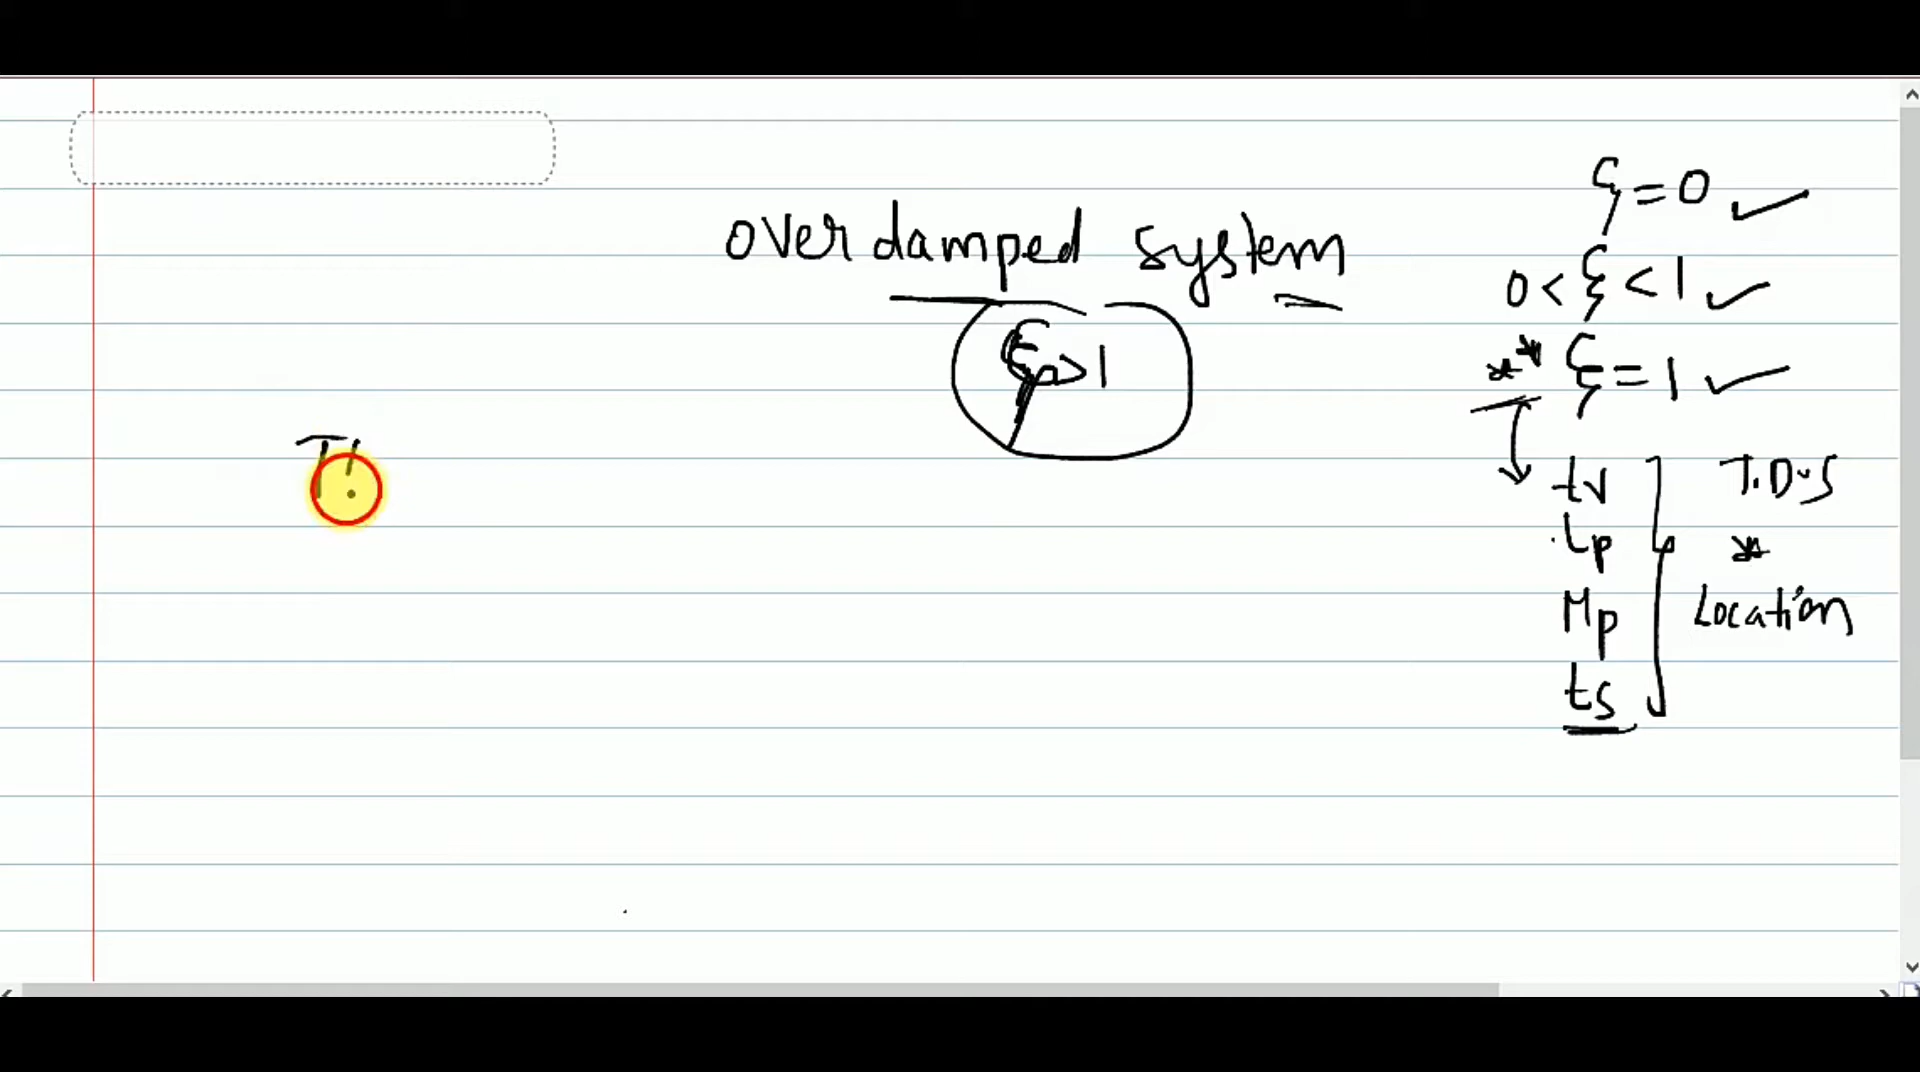 over damped system
ξ > 1
ξ = 0 ✓
0 < ξ < 1 ✓
** ξ = 1 ✓
tr
tp
Mp
ts
T.D.S
*
Location